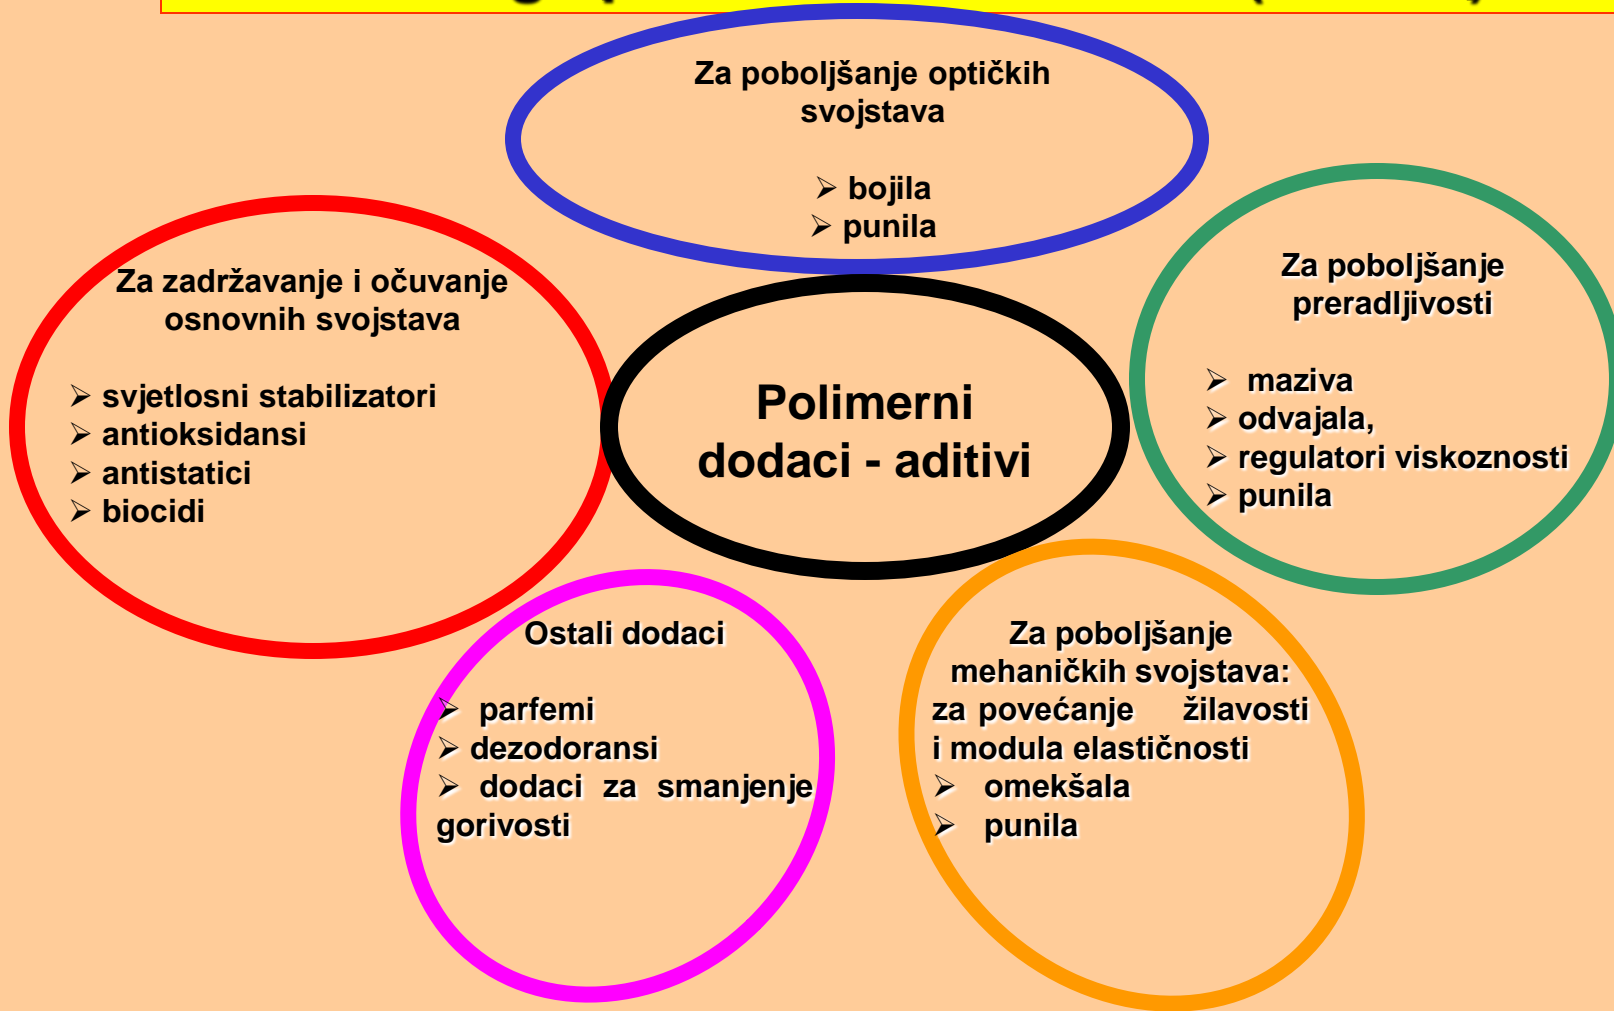 Za poboljšanje optičkih
svojstava
➢ bojila
➢ punila
Za zadržavanje i očuvanje
osnovnih svojstava
➢ svjetlosni stabilizatori
➢ antioksidansi
➢ antistatici
➢ biocidi
Polimerni
dodaci - aditivi
Za poboljšanje
preradljivosti
➢ maziva
➢ odvajala,
➢ regulatori viskoznosti
➢ punila
Ostali dodaci
➢ parfemi
➢ dezodoransi
➢ dodaci za smanjenje
gorivosti
Za poboljšanje
mehaničkih svojstava:
za povećanje žilavosti
i modula elastičnosti
➢ omekšala
➢ punila